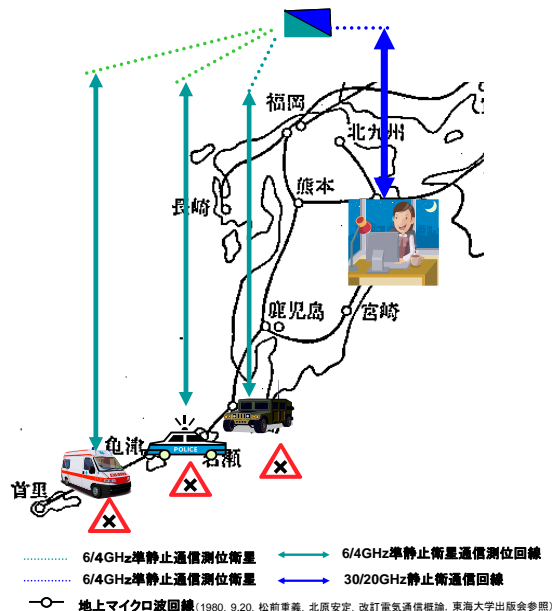 福岡
北九州
熊本
長崎
鹿児島
宮崎
亀津
POLICE
名瀬
首里
6/4GHz準静止通信測位衛星
6/4GHz準静止衛星通信測位回線
6/4GHz準静止通信測位衛星
30/20GHz静止衛通信回線
地上マイクロ波回線(1980, 9.20, 松前重義、北原安定、改訂電気通信概論、東海大学出版会参照)